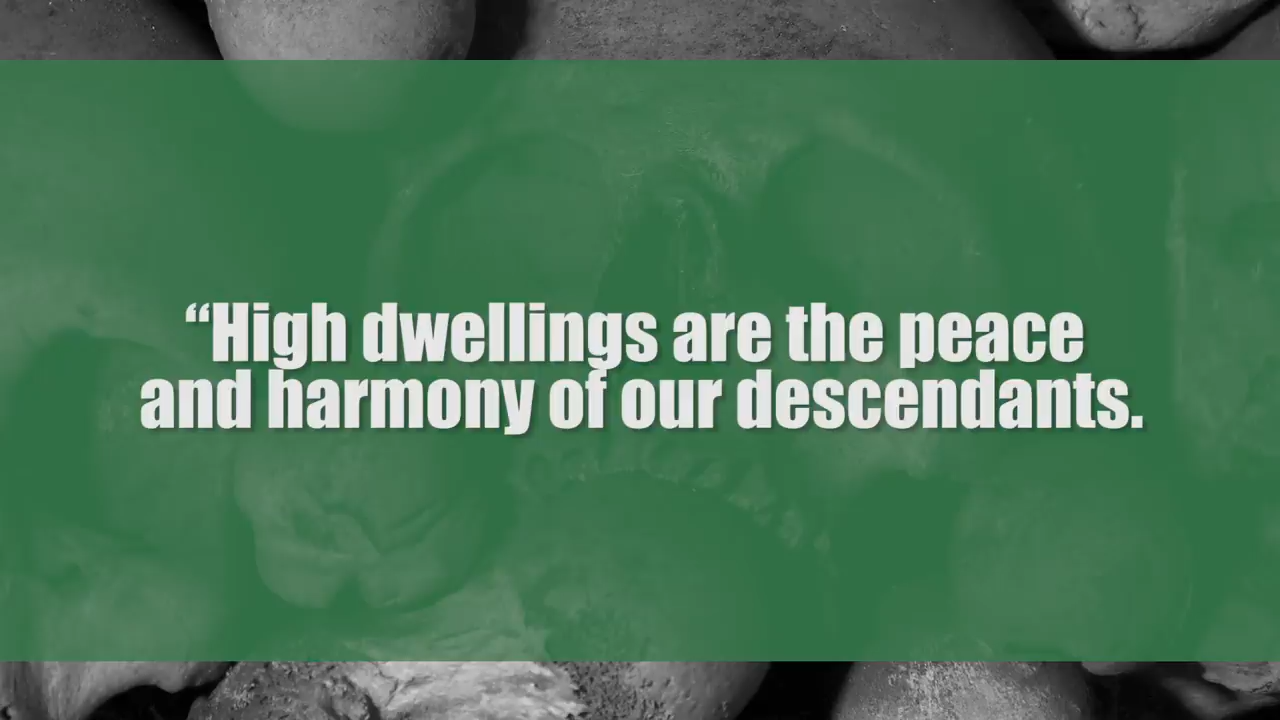 “High dwellings are the peace
and harmony of our descendants.